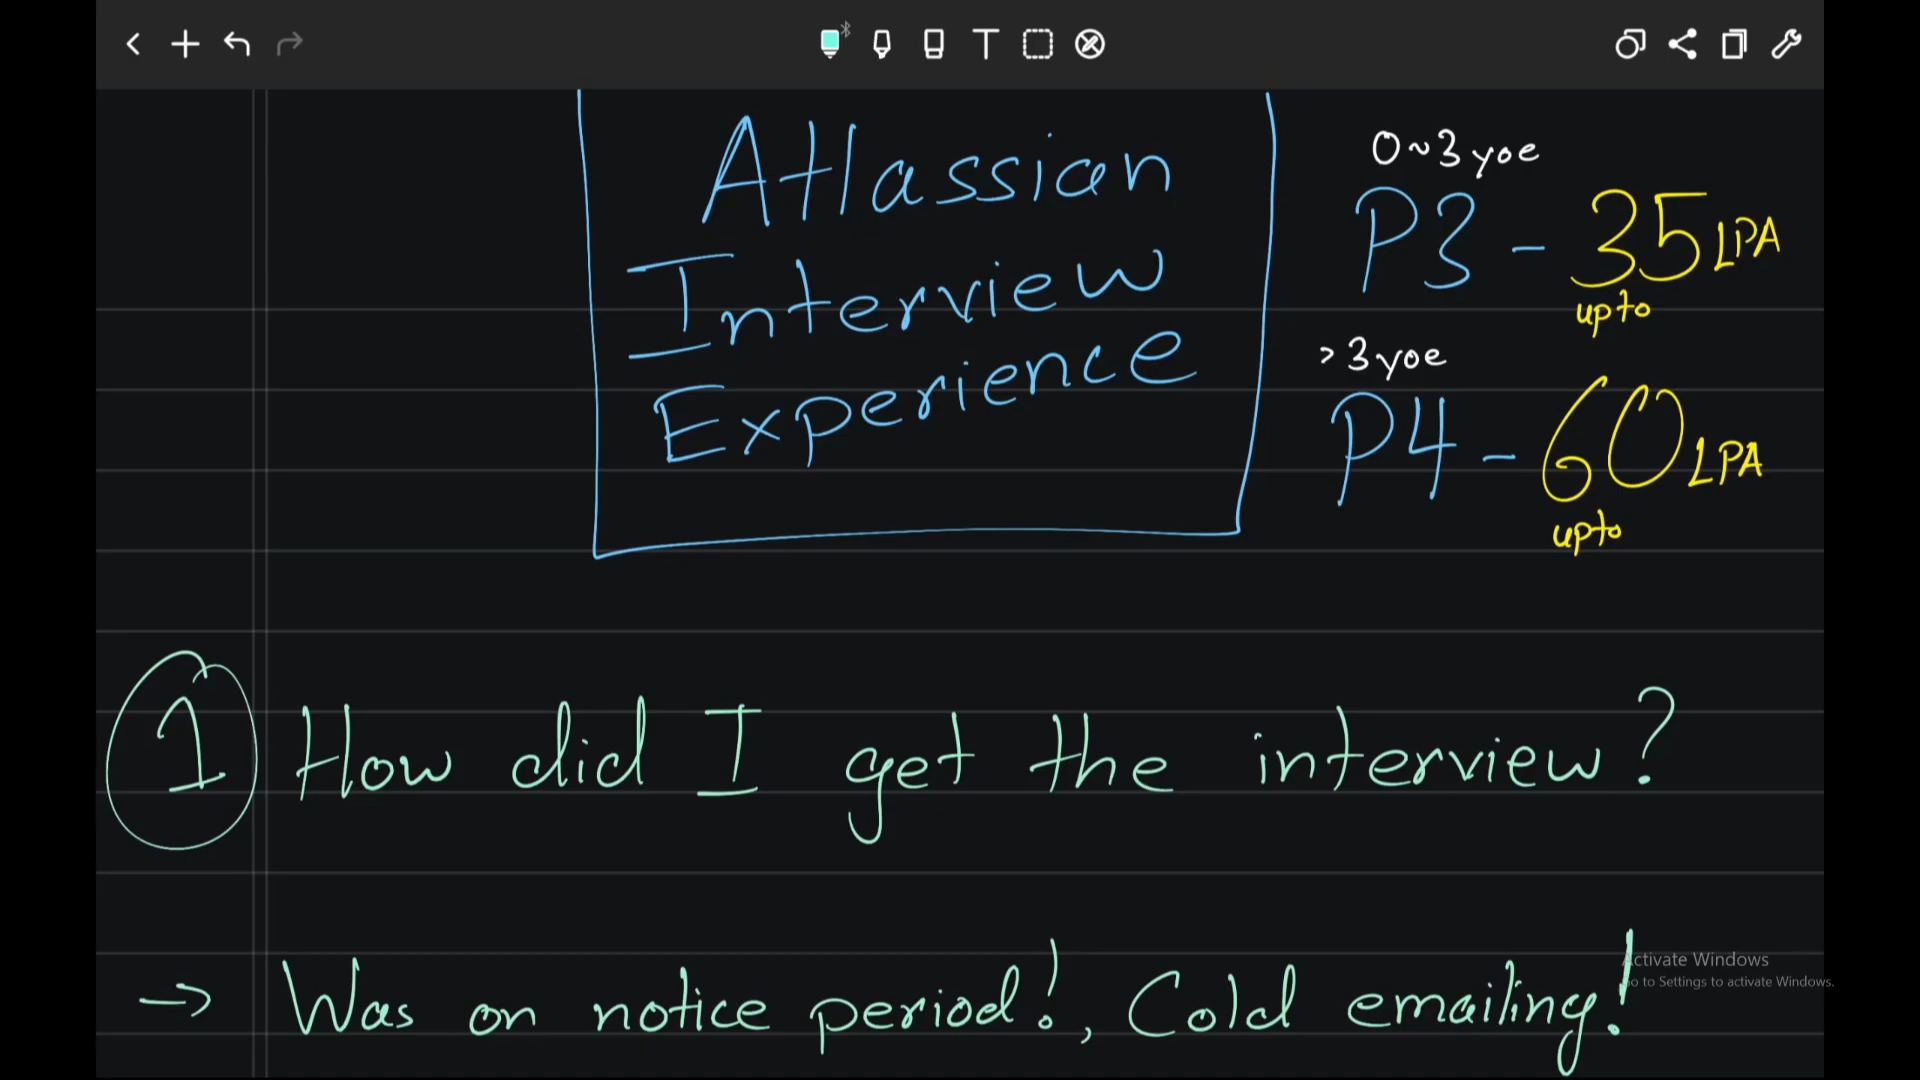 Atlassian
Interview
Experience
0~3 yoe
P3 - 35 LPA
upto
> 3 yoe
P4 - 60 LPA
upto
1 How did I get the interview?
→ Was on notice period!, Cold emailing!
Activate Windows
Go to Settings to activate Windows.